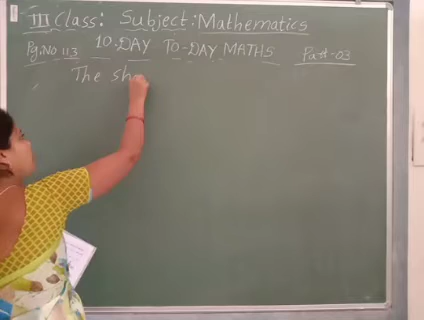 III Class: Subject: Mathematics
Pg.No 113 10-DAY TO-DAY MATHS Part-03
The sh